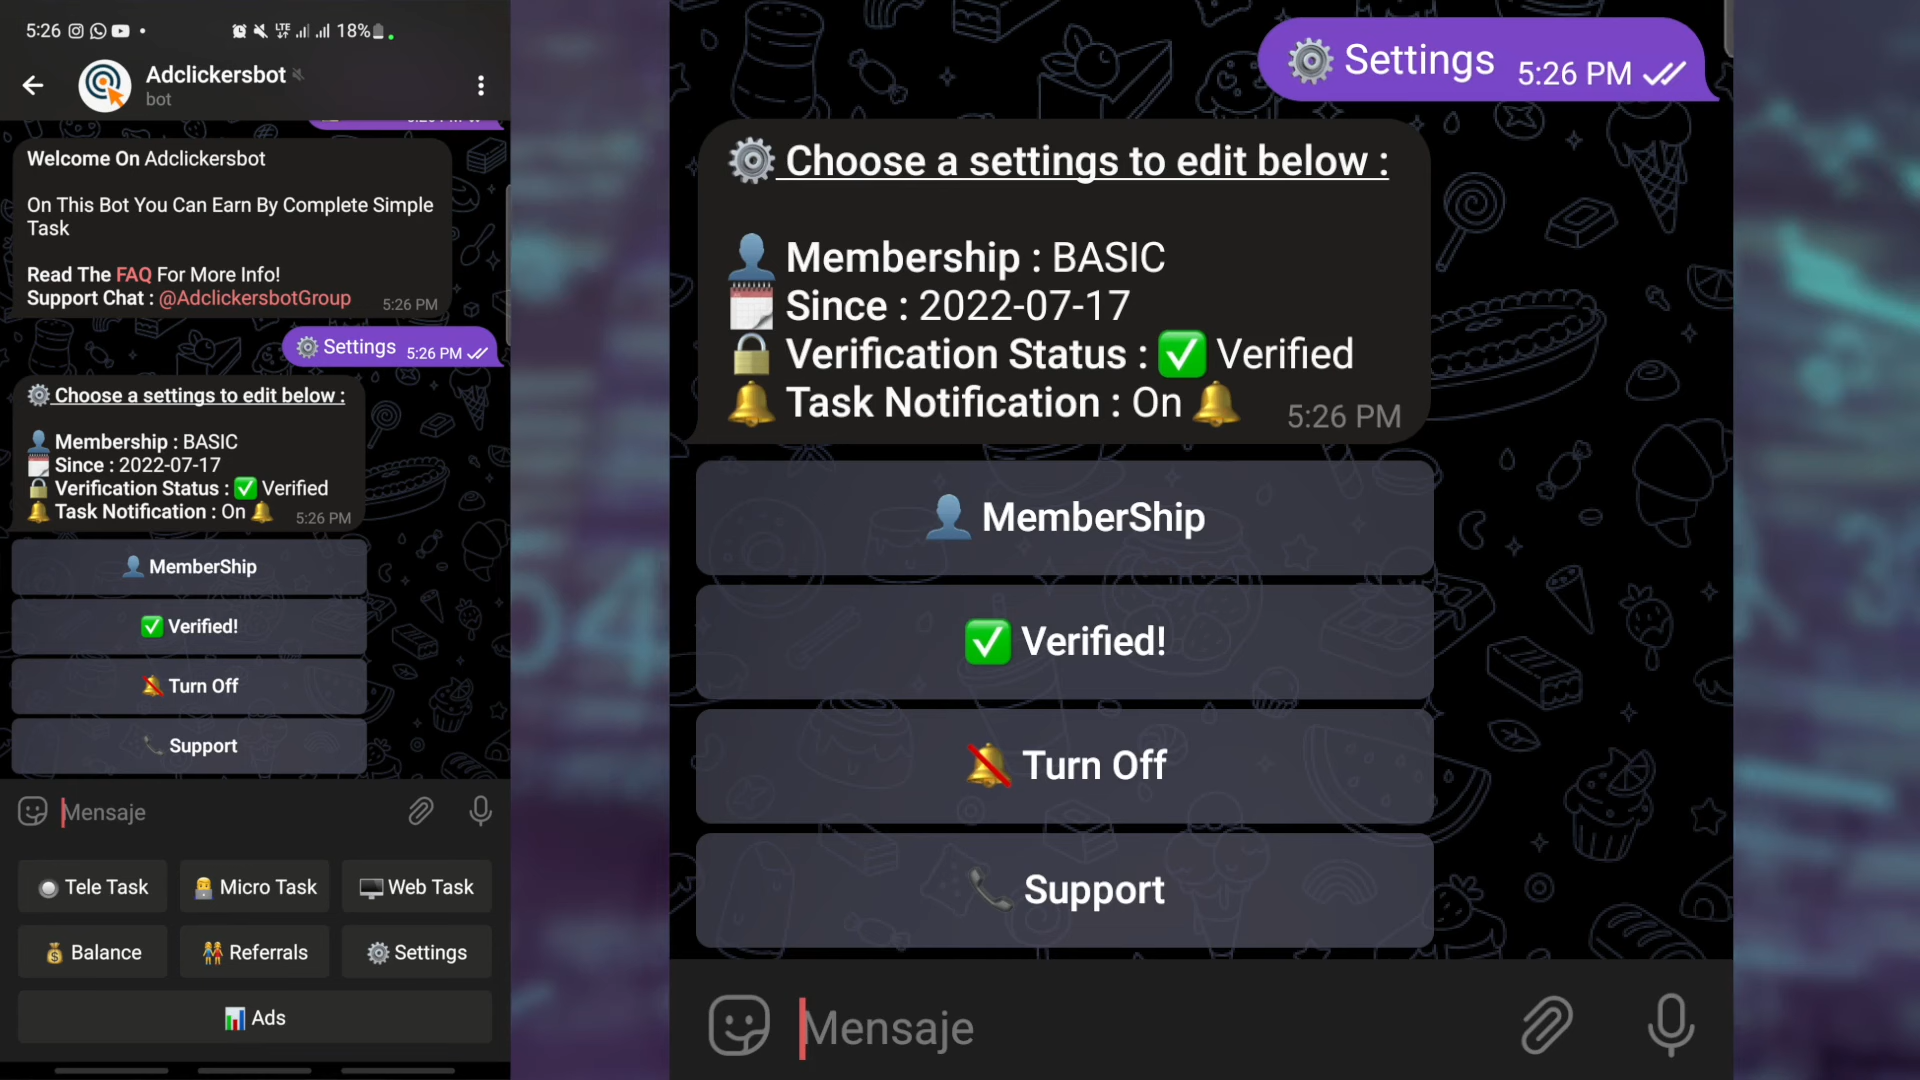 5:26
LTE
18%
Adclickersbot
bot
Welcome On Adclickersbot
On This Bot You Can Earn By Complete Simple
Task
Read The FAQ For More Info!
Support Chat : @AdclickersbotGroup 5:26 PM
Settings 5:26 PM
Choose a settings to edit below :
Membership : BASIC
Since : 2022-07-17
Verification Status : ✅ Verified
Task Notification : On 🔔 5:26 PM
MemberShip
Verified!
Turn Off
Support
Mensaje
Tele Task
Micro Task
Web Task
Balance
Referrals
Settings
Ads
Settings 5:26 PM
Choose a settings to edit below :
Membership : BASIC
Since : 2022-07-17
Verification Status : ✅ Verified
Task Notification : On 🔔 5:26 PM
MemberShip
Verified!
Turn Off
Support
Mensaje